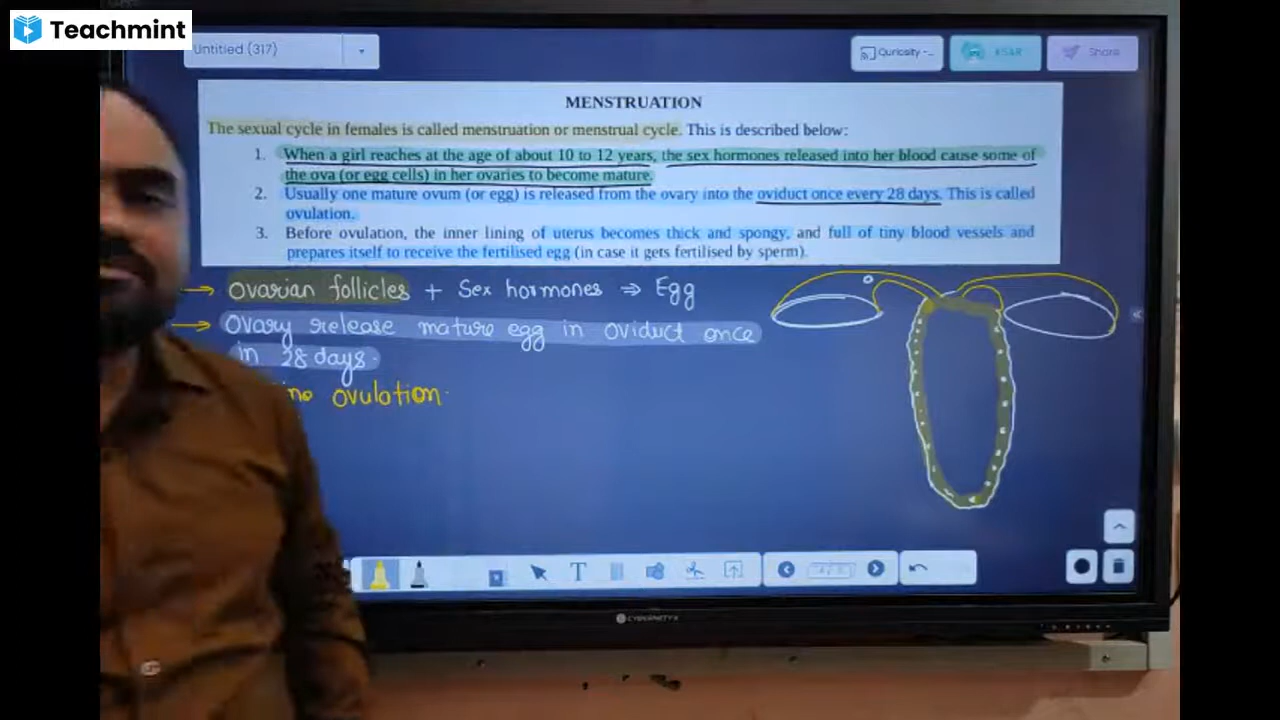 Teachmint
Untitled (317)
Quriosity -...
Share
MENSTRUATION
The sexual cycle in females is called menstruation or menstrual cycle. This is described below:
1. When a girl reaches at the age of about 10 to 12 years, the sex hormones released into her blood cause some of
the ova (or egg cells) in her ovaries to become mature.
2. Usually one mature ovum (or egg) is released from the ovary into the oviduct once every 28 days. This is called
ovulation.
3. Before ovulation, the inner lining of uterus becomes thick and spongy, and full of tiny blood vessels and
prepares itself to receive the fertilised egg (in case it gets fertilised by sperm).
→ ovarian follicles + Sex hormones ⇒ Egg
→ Ovary release mature egg in oviduct once
in 28 days.
ovulation.
T